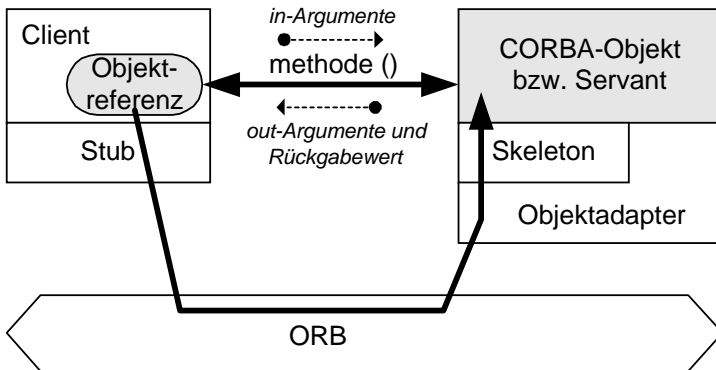 in-Argumente
Client
CORBA-Objekt
bzw. Servant
Objekt-
referenz
methode ()
out-Argumente und
Rückgabewert
Stub
Skeleton
Objektadapter
ORB